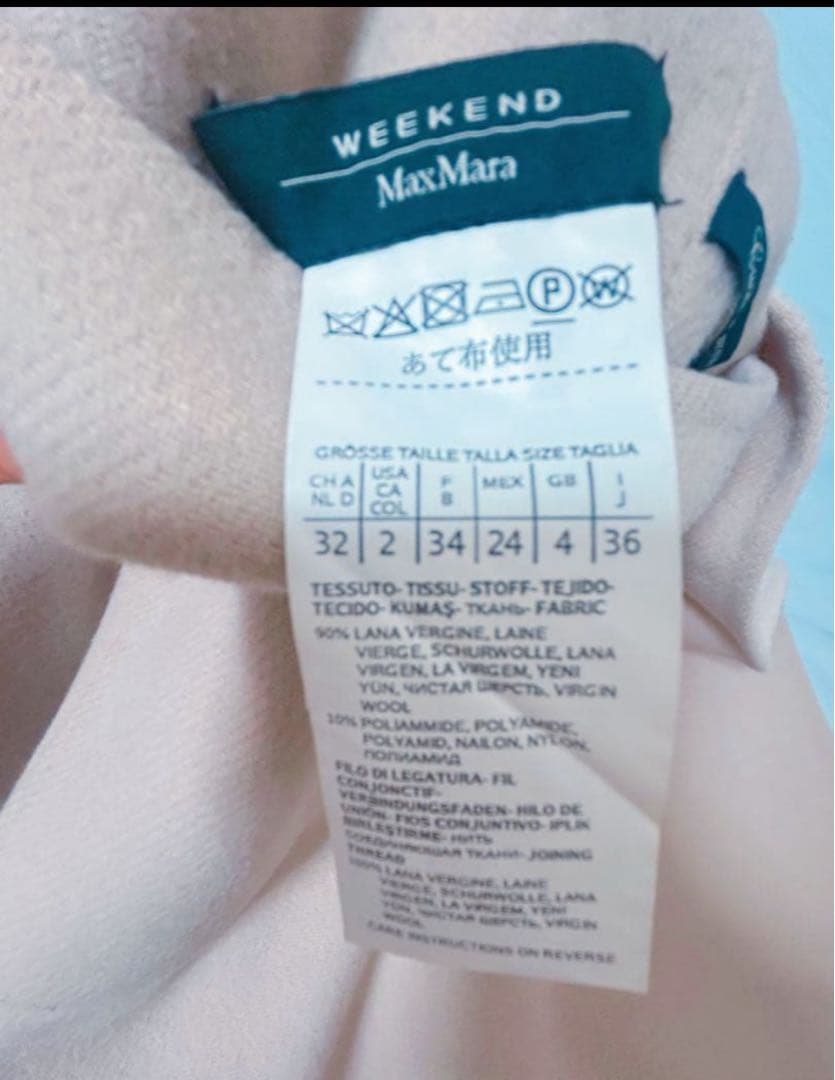 WEEKEND
MaxMara
P W
あて布使用
GRÖSSE TAILLE TALLA SIZE TAGLIA
CH A USA F MEX GB I
NL D CA B J
COL
32 2 34 24 4 36
TESSUTO- TISSU- STOFF- TEJIDO-
TECIDO- KUMAŞ- ТКАНЬ- FABRIC
90% LANA VERGINE, LAINE
VIERGE, SCHURWOLLE, LANA
VIRGEN, LA VIRGEM, YENI
YÜN, ЧИСТАЯ ШЕРСТЬ, VIRGIN
WOOL
10% POLIAMMIDE, POLYAMIDE,
POLYAMID, NAILON, NYLON,
ПОЛИАМИД
FILO DI LEGATURA- FIL
CONJONCTIF-
VERBINDUNGSFADEN- HILO DE
UNIÓN- FIOS CONJUNTIVO- IPLIK
BIRLEŞTIRME- НИТЬ
СОЕДИНЯЮЩАЯ ТКАНИ- JOINING
THREAD
100% LANA VERGINE, LAINE
VIERGE, SCHURWOLLE, LANA
VIRGEN, LA VIRGEM, YENI
YÜN, ЧИСТАЯ ШЕРСТЬ, VIRGIN
WOOL
CARE INSTRUCTIONS ON REVERSE